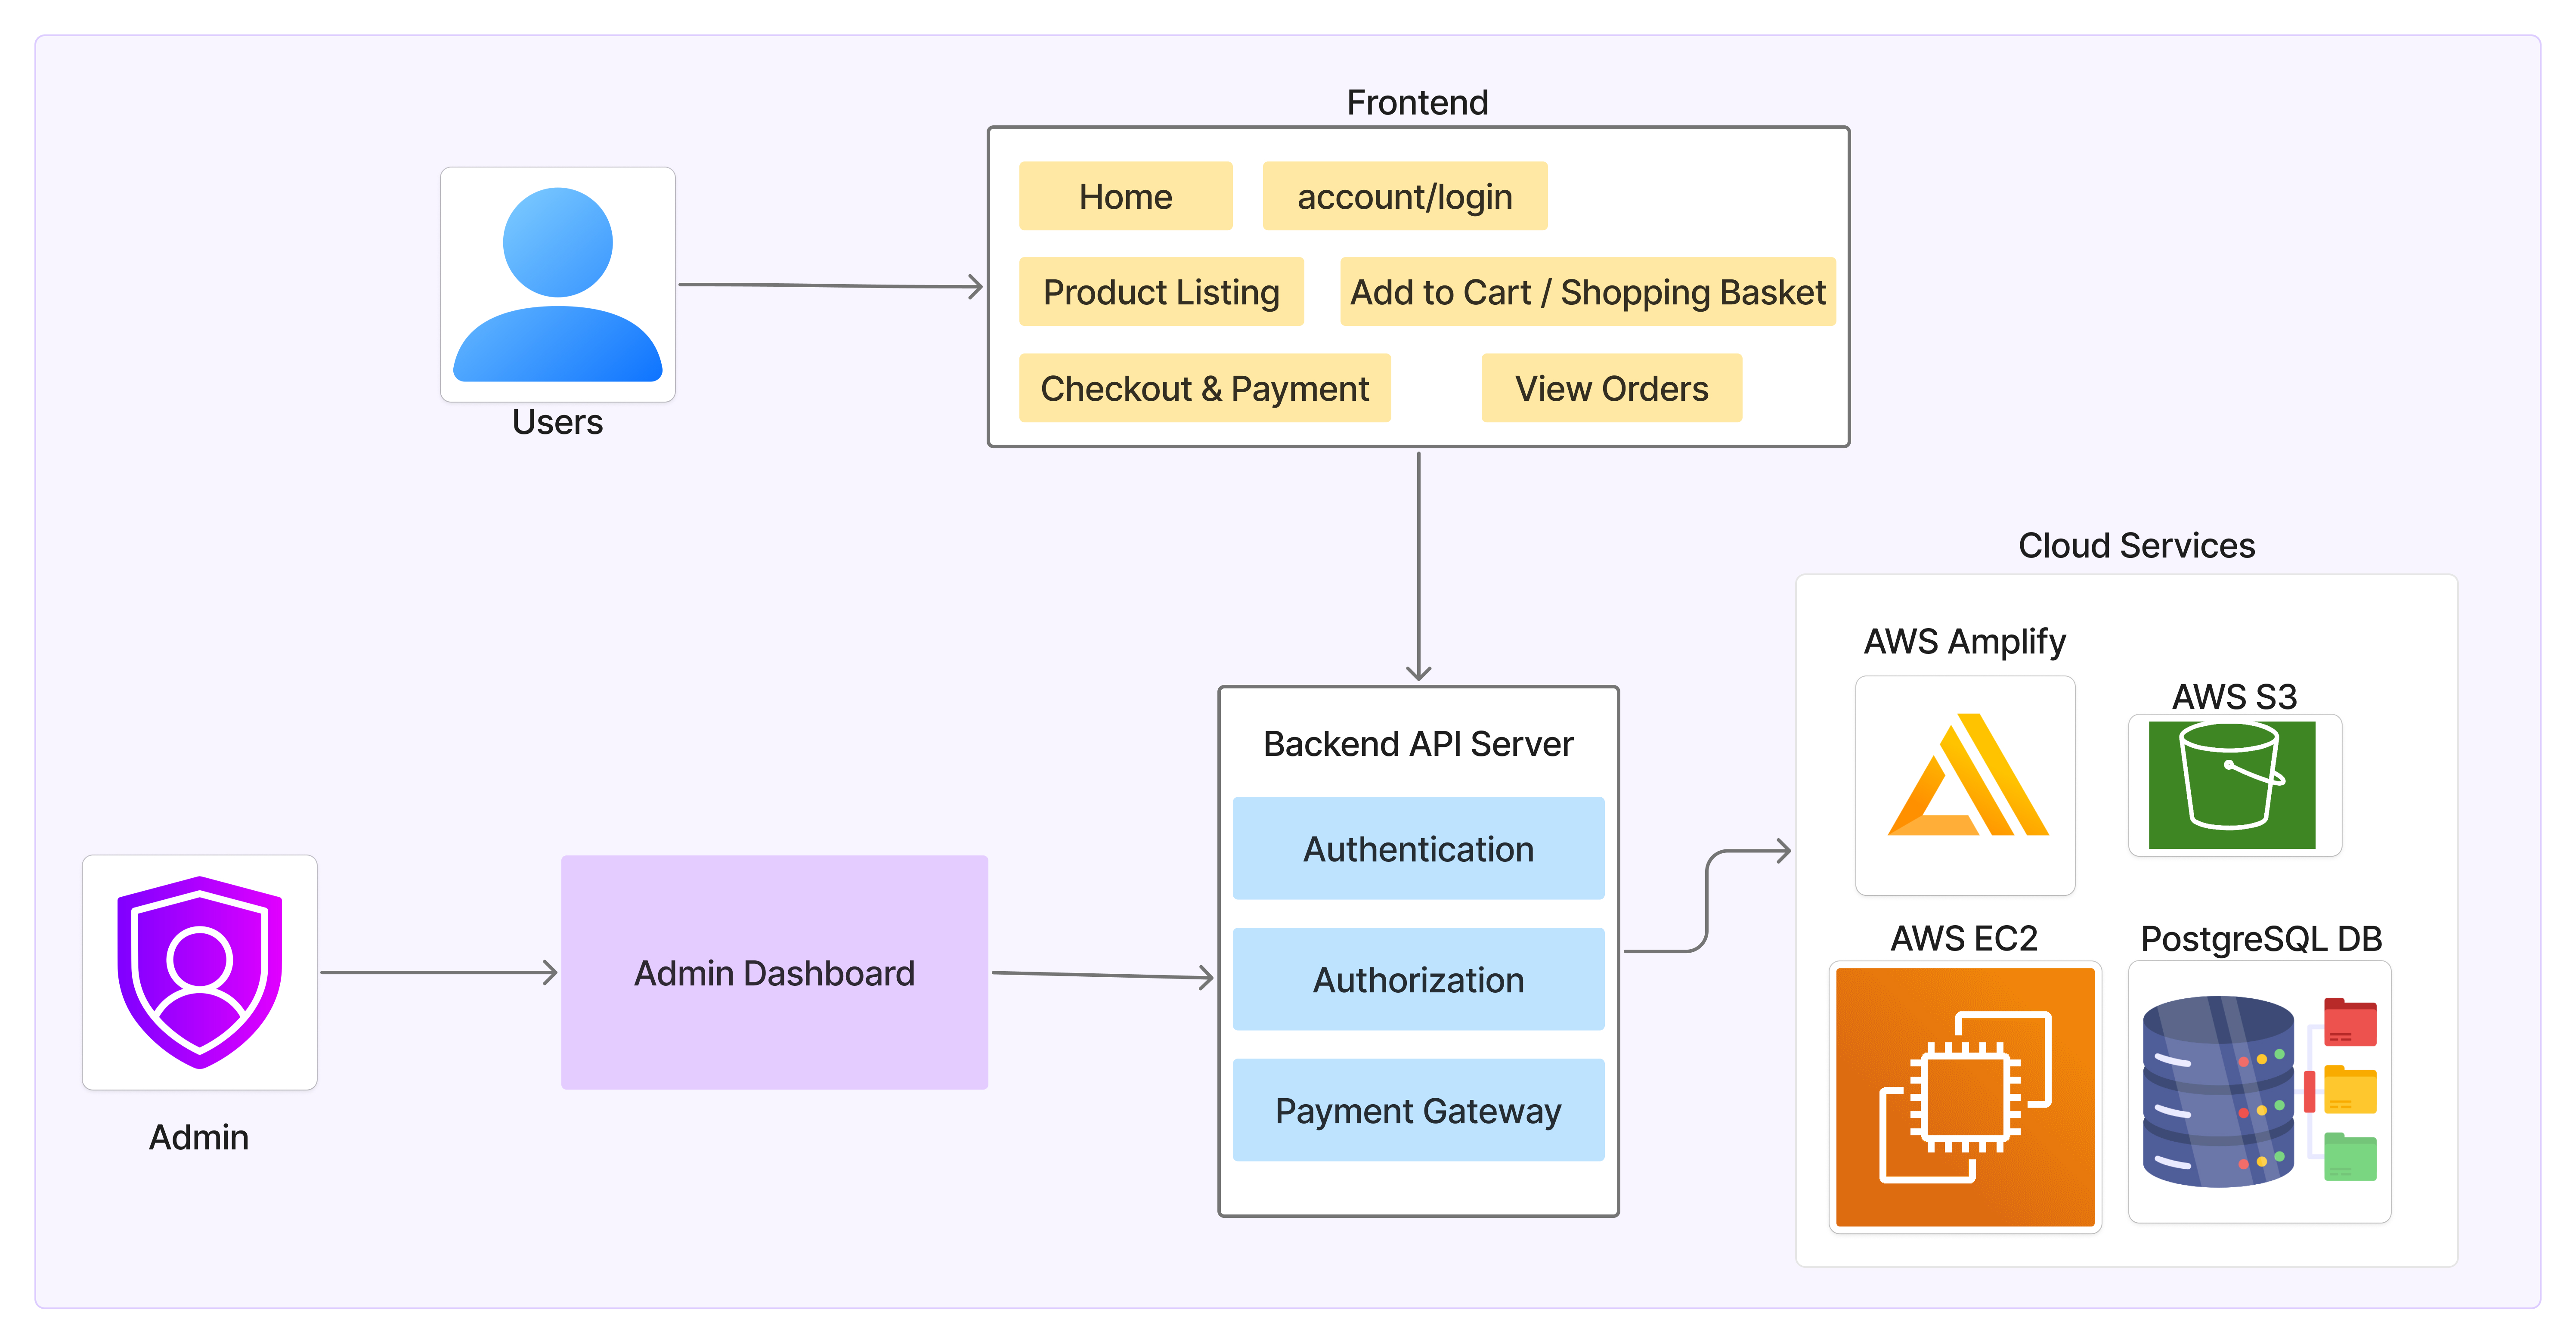 Frontend
Home
account/login
Product Listing
Add to Cart / Shopping Basket
Checkout & Payment
View Orders
Users
Cloud Services
AWS Amplify
AWS S3
Backend API Server
Authentication
AWS EC2
PostgreSQL DB
Admin Dashboard
Authorization
Payment Gateway
Admin